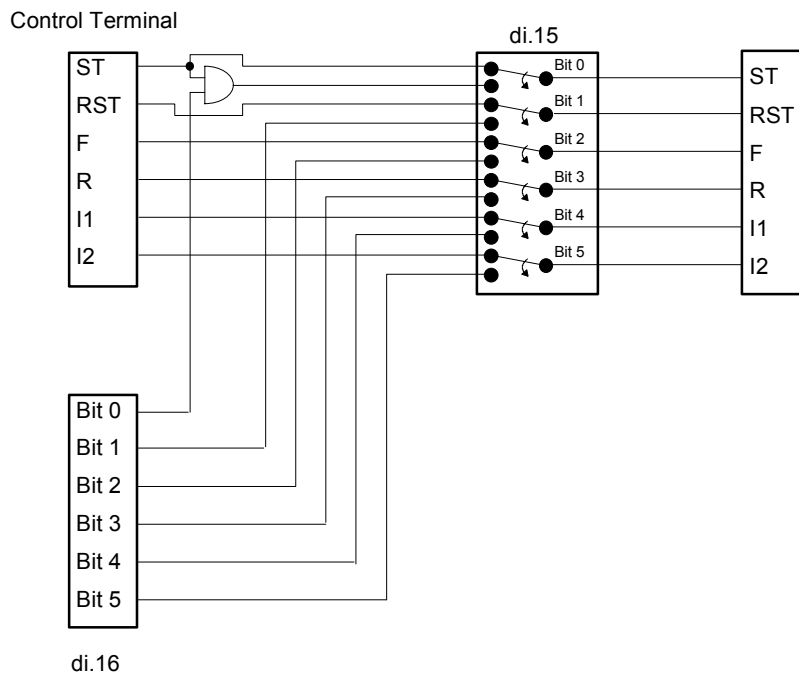 Control Terminal
di.15
ST
RST
F
R
I1
I2
Bit 0
Bit 1
Bit 2
Bit 3
Bit 4
Bit 5
ST
RST
F
R
I1
I2
Bit 0
Bit 1
Bit 2
Bit 3
Bit 4
Bit 5
di.16